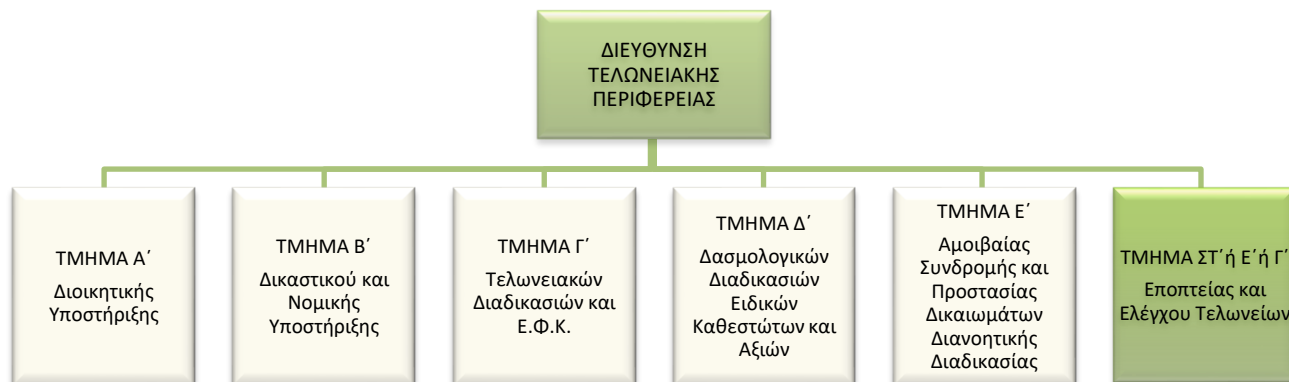 ΔΙΕΥΘΥΝΣΗ
ΤΕΛΩΝΕΙΑΚΗΣ
ΠΕΡΙΦΕΡΕΙΑΣ
ΤΜΗΜΑ Α΄
Διοικητικής
Υποστήριξης
ΤΜΗΜΑ Β΄
Δικαστικού και
Νομικής
Υποστήριξης
ΤΜΗΜΑ Γ΄
Τελωνειακών
Διαδικασιών και
Ε.Φ.Κ.
ΤΜΗΜΑ Δ΄
Δασμολογικών
Διαδικασιών
Ειδικών
Καθεστώτων και
Αξιών
ΤΜΗΜΑ Ε΄
Αμοιβαίας
Συνδρομής και
Προστασίας
Δικαιωμάτων
Διανοητικής
Διαδικασίας
ΤΜΗΜΑ ΣΤ΄ή Ε΄ή Γ΄
Εποπτείας και
Ελέγχου Τελωνείων